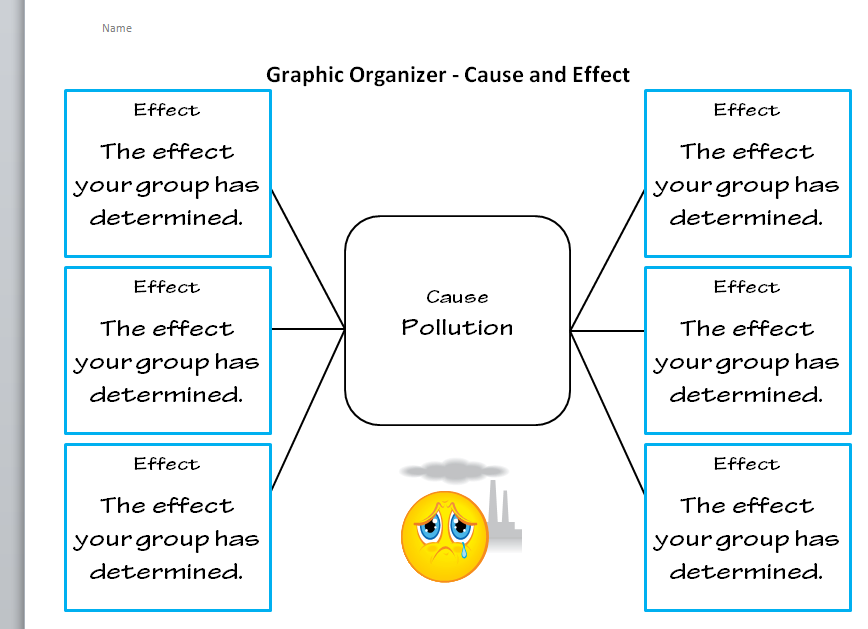 Name
Graphic Organizer - Cause and Effect
Effect
The effect
your group has
determined.
Effect
The effect
your group has
determined.
Effect
The effect
your group has
determined.
Cause
Pollution
Effect
The effect
your group has
determined.
Effect
The effect
your group has
determined.
Effect
The effect
your group has
determined.